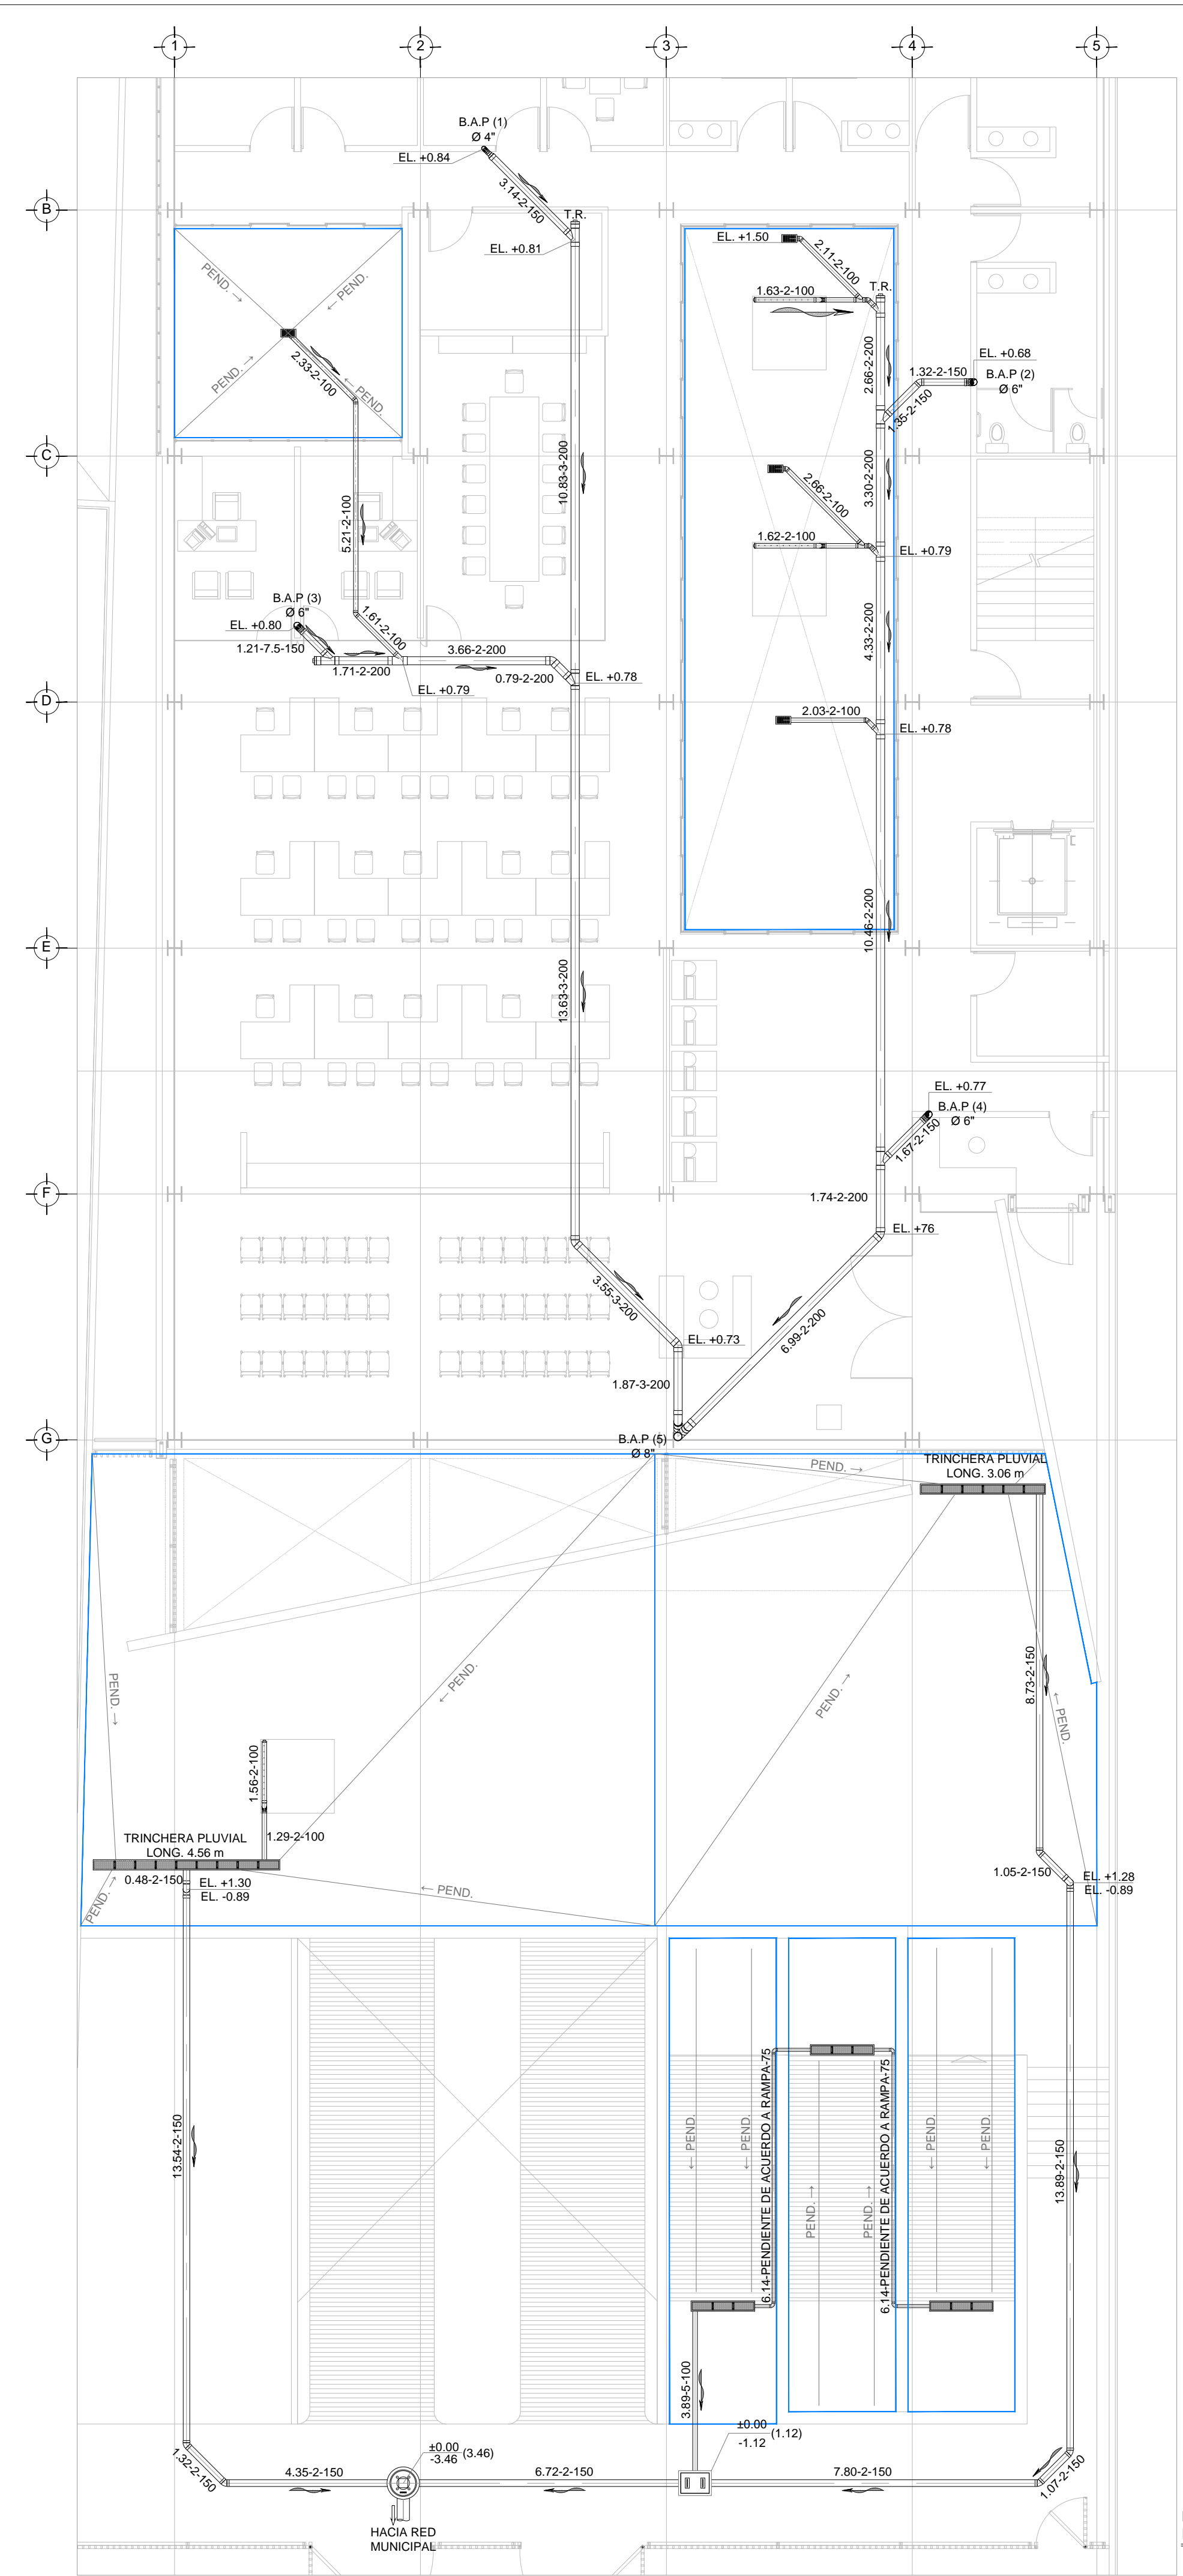 1
2
3
4
5
B.A.P (1)
Ø 4"
EL. +0.84
3.14-2-150
B
T.R.
EL. +0.81
EL. +1.50
2.11-2-100
PEND. →
← PEND.
1.63-2-100
T.R.
2.33-2-100
PEND. →
← PEND.
2.66-2-200
EL. +0.68
1.32-2-150
B.A.P (2)
Ø 6"
1.35-2-150
C
10.83-3-200
3.30-2-200
2.66-2-100
5.21-2-100
1.62-2-100
EL. +0.79
B.A.P (3)
Ø 6"
EL. +0.80
1.61-2-100
4.33-2-200
1.21-7.5-150
3.66-2-200
1.71-2-200
0.79-2-200
EL. +0.78
EL. +0.79
D
2.03-2-100
EL. +0.78
10.46-2-200
E
13.63-3-200
EL. +0.77
B.A.P (4)
Ø 6"
1.67-2-150
F
1.74-2-200
EL. +76
3.55-3-200
6.99-2-200
EL. +0.73
1.87-3-200
G
B.A.P (5)
Ø 8"
PEND. →
TRINCHERA PLUVIAL
LONG. 3.06 m
PEND. →
← PEND.
PEND. →
8.73-2-150
← PEND.
1.56-2-100
TRINCHERA PLUVIAL
LONG. 4.56 m
1.29-2-100
0.48-2-150
EL. +1.30
EL. -0.89
PEND. →
← PEND.
1.05-2-150
EL. +1.28
EL. -0.89
13.54-2-150
6.14-PENDIENTE DE ACUERDO A RAMPA-75
6.14-PENDIENTE DE ACUERDO A RAMPA-75
← PEND.
← PEND.
PEND. →
PEND. →
← PEND.
← PEND.
13.89-2-150
3.89-5-100
±0.00
-1.12
(1.12)
1.32-2-150
4.35-2-150
±0.00
-3.46
(3.46)
6.72-2-150
7.80-2-150
1.07-2-150
HACIA RED
MUNICIPAL